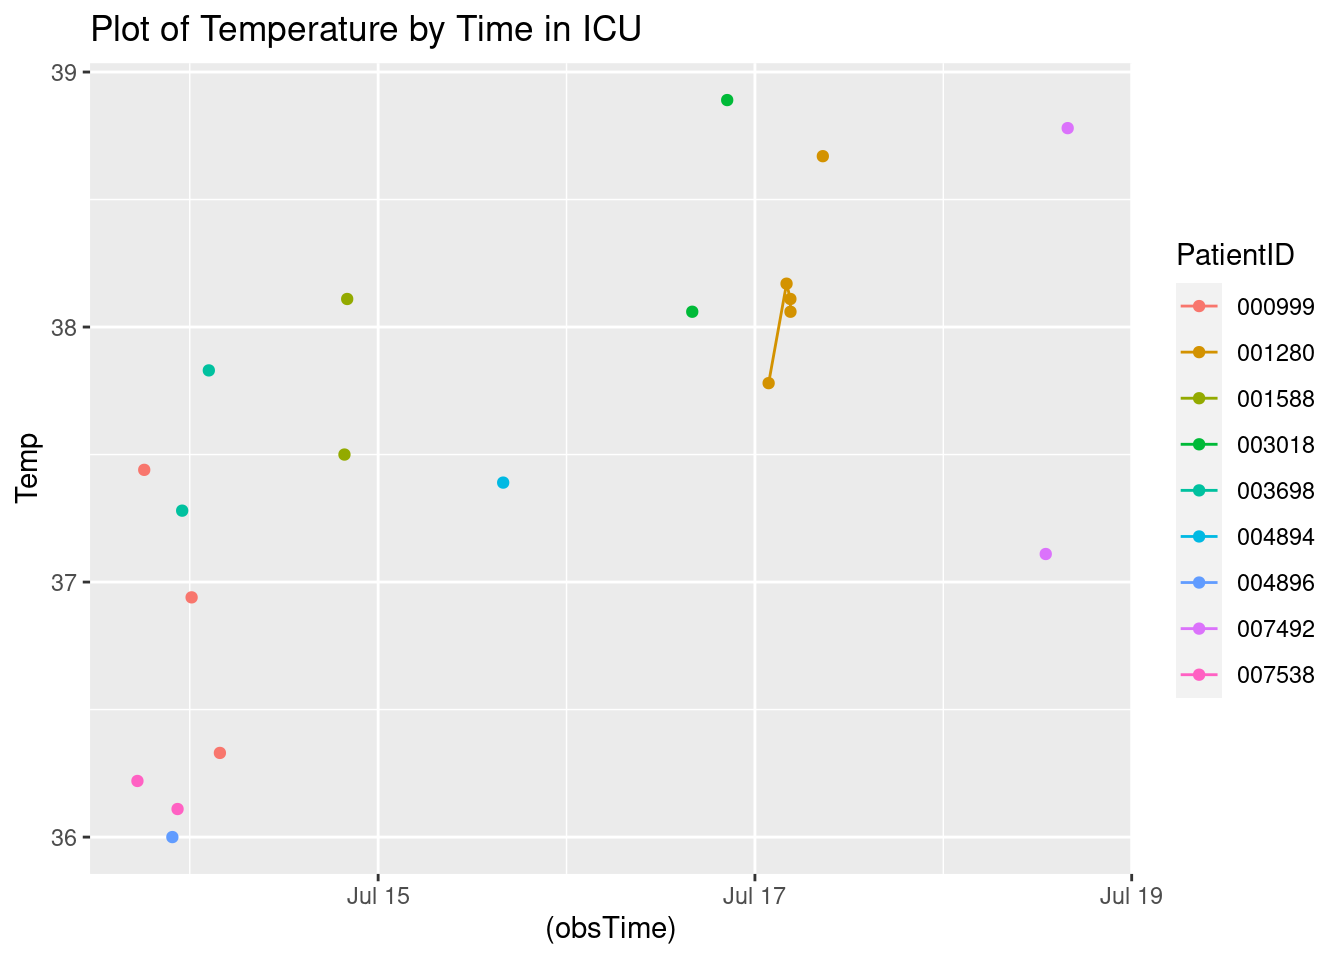 Plot of Temperature by Time in ICU
39
38
37
36
Temp
Jul 15
Jul 17
Jul 19
(obsTime)
PatientID
000999
001280
001588
003018
003698
004894
004896
007492
007538